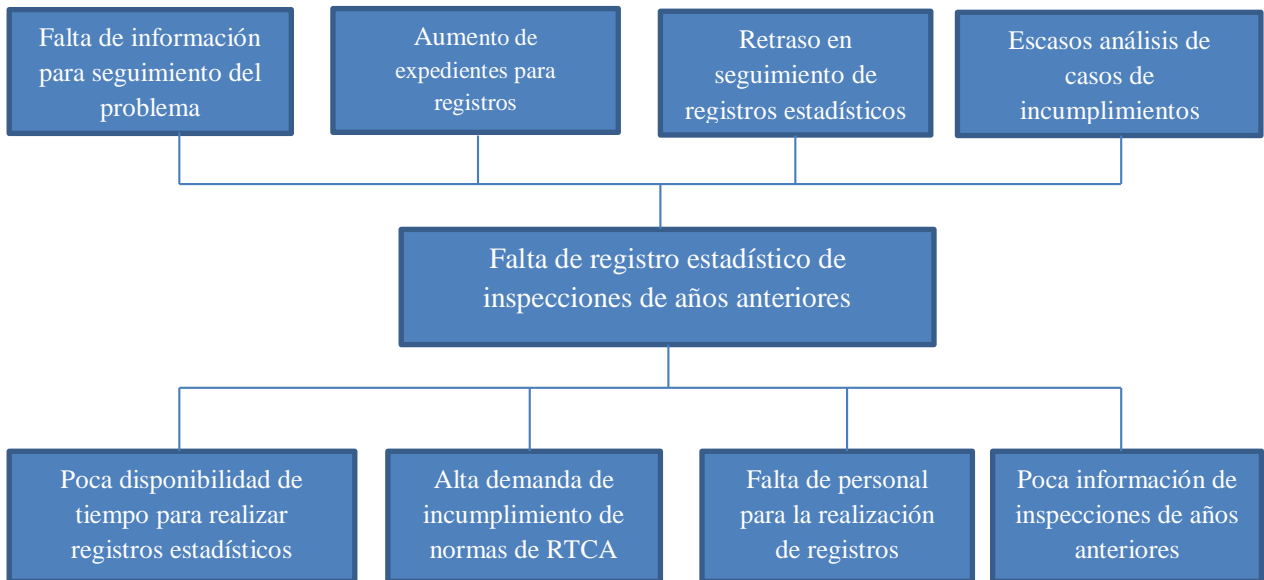 Falta de información
para seguimiento del
problema
Aumento de
expedientes para
registros
Retraso en
seguimiento de
registros estadísticos
Escasos análisis de
casos de
incumplimientos
Falta de registro estadístico de
inspecciones de años anteriores
Poca disponibilidad de
tiempo para realizar
registros estadísticos
Alta demanda de
incumplimiento de
normas de RTCA
Falta de personal
para la realización
de registros
Poca información de
inspecciones de años
anteriores